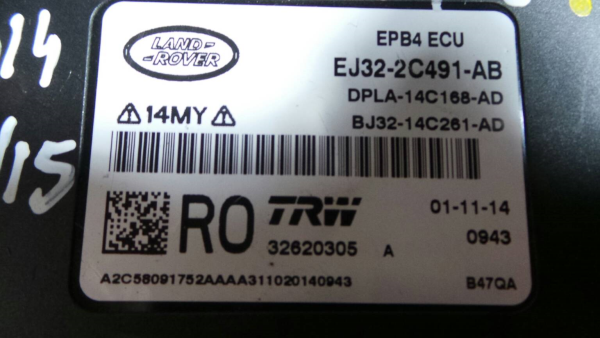 14
/15
LAND-
-ROVER
EPB4 ECU
EJ32-2C491-AB
DPLA-14C168-AD
BJ32-14C261-AD
⚠14MY⚠
RO
TRW
32620305 A
01-11-14
0943
A2C58091752AAAA311020140943
B47QA